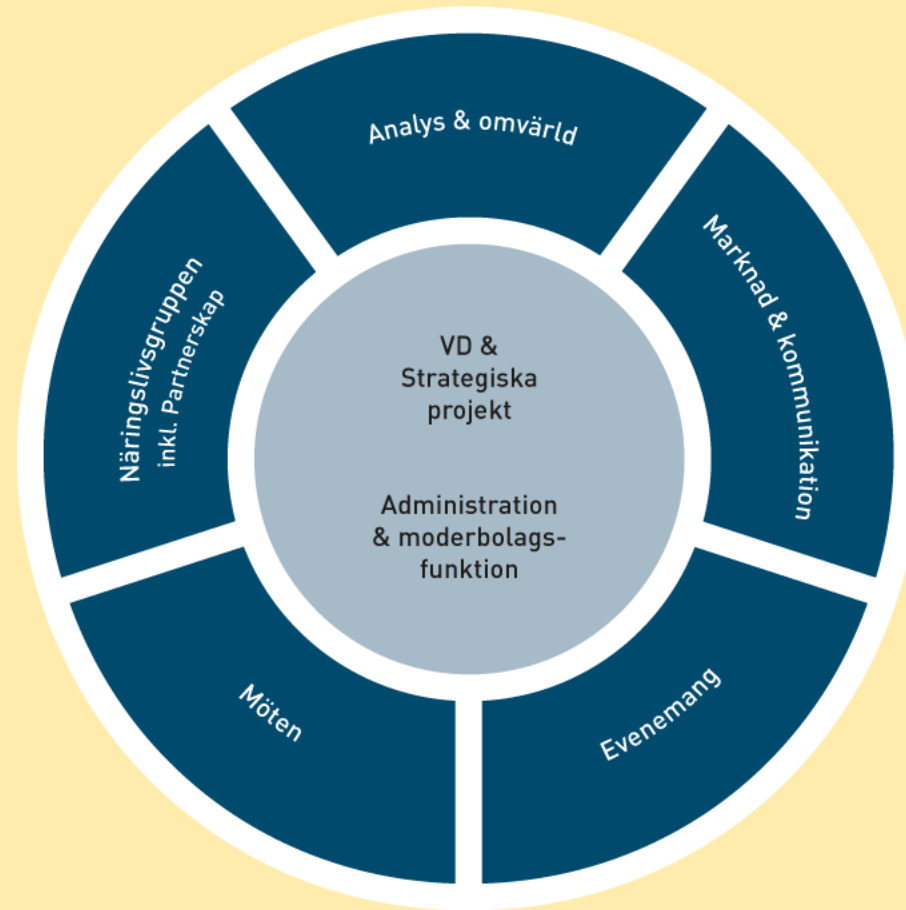 Analys & omvärld
Marknad & kommunikation
Evenemang
Möten
Näringslivsgruppen
inkl. Partnerskap
VD &
Strategiska
projekt
Administration
& moderbolags-
funktion